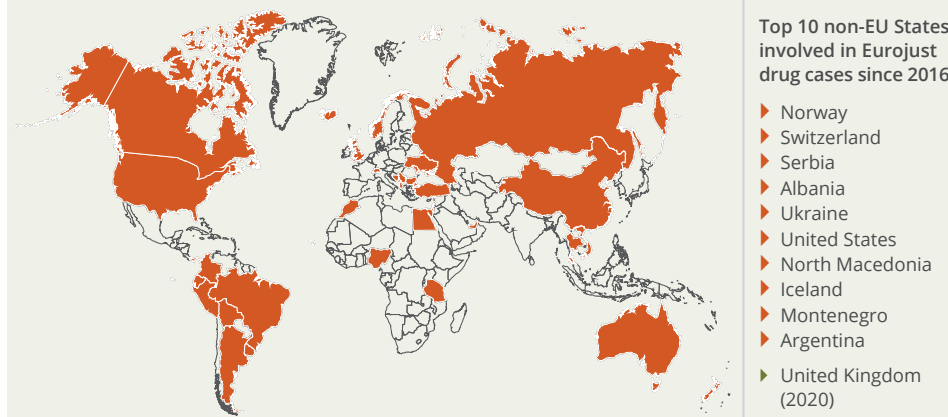 Top 10 non-EU States
involved in Eurojust
drug cases since 2016
Norway
Switzerland
Serbia
Albania
Ukraine
United States
North Macedonia
Iceland
Montenegro
Argentina
United Kingdom
(2020)